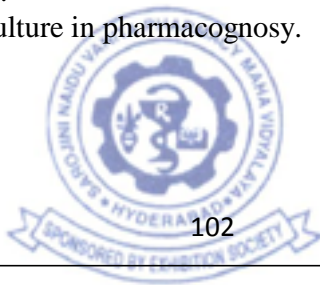 ulture in pharmacognosy.
SAROJINI NAIDU VANITA PHARMACY MAHA VIDYALAYA
HYDERABAD
102
SPONSORED BY EXHIBITION SOCIETY